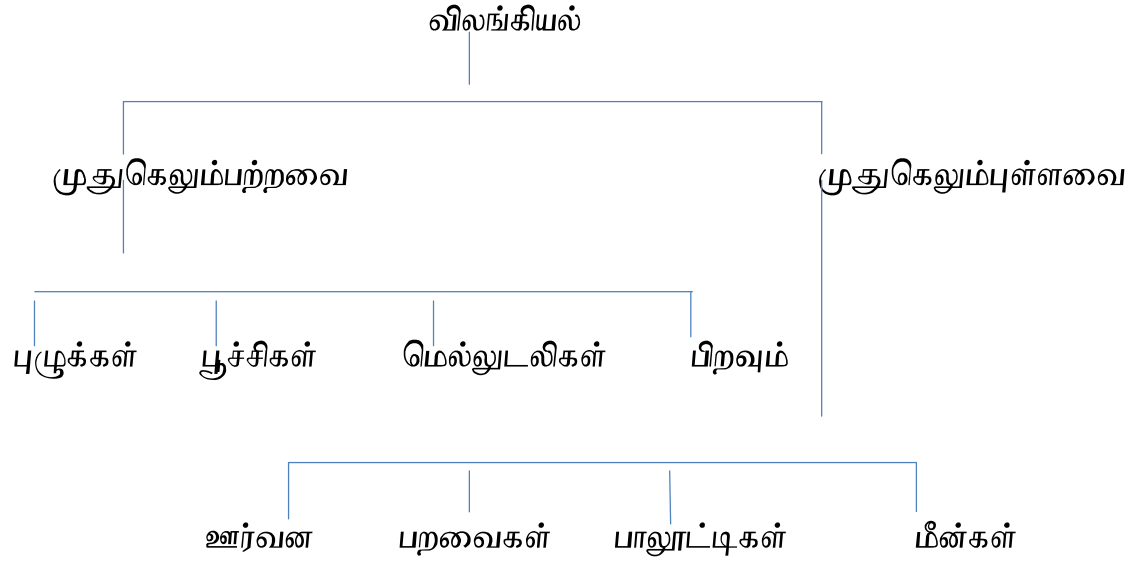 விலங்கியல்
முதுகெலும்பற்றவை முதுகெலும்புள்ளவை
புழுக்கள் பூச்சிகள் மெல்லுடலிகள் பிறவும்
ஊர்வன பறவைகள் பாலூட்டிகள் மீன்கள்